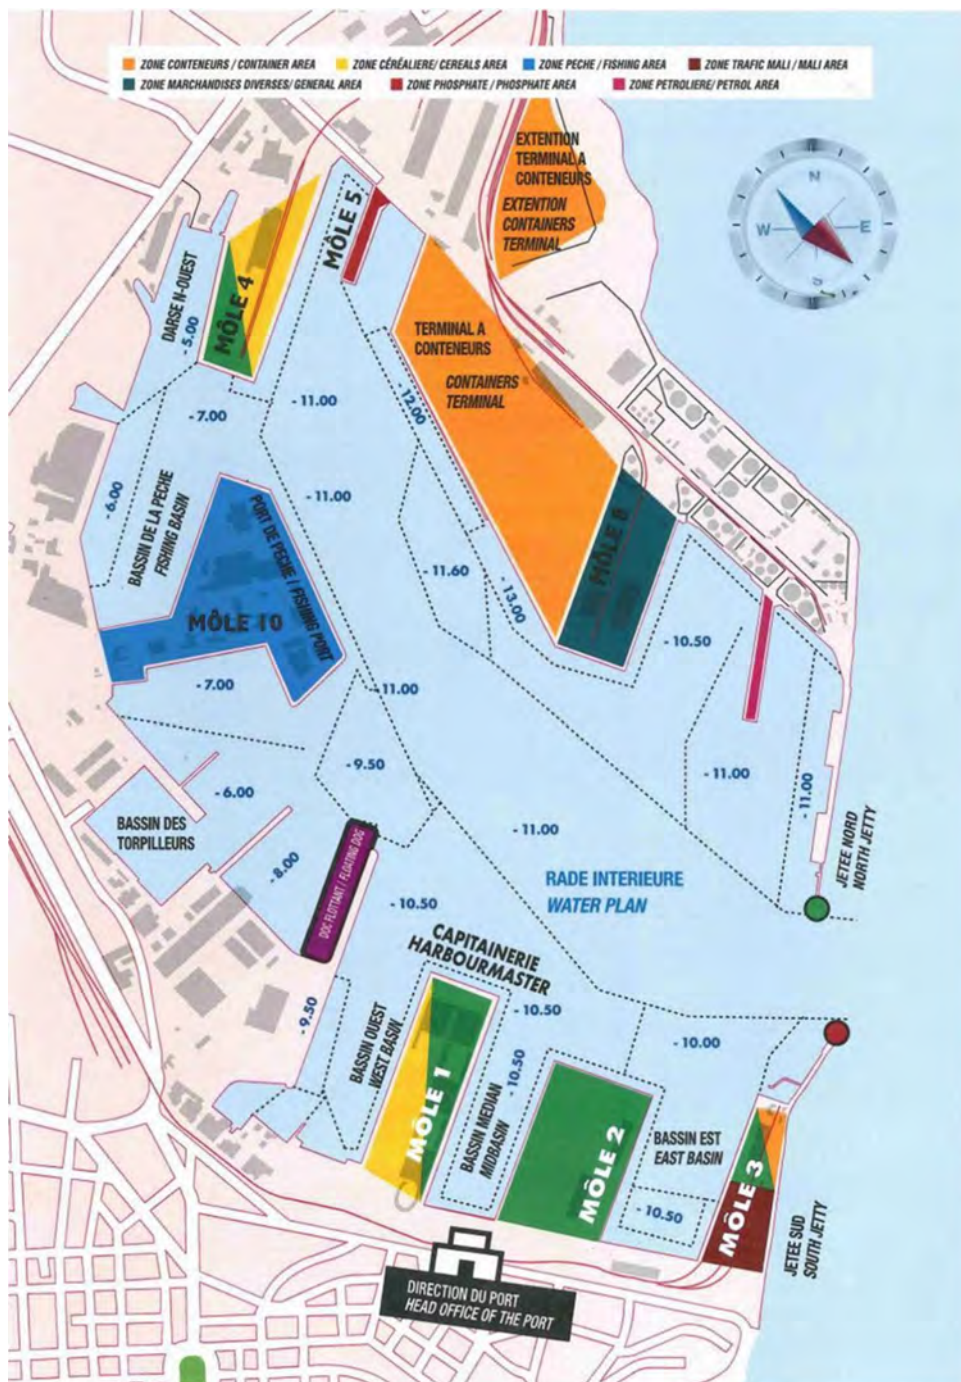 ZONE CONTENEURS / CONTAINER AREA
ZONE CÉRÉALIERE/ CEREALS AREA
ZONE PECHE / FISHING AREA
ZONE TRAFIC MALI / MALI AREA
ZONE MARCHANDISES DIVERSES/ GENERAL AREA
ZONE PHOSPHATE / PHOSPHATE AREA
ZONE PETROLIERE/ PETROL AREA
EXTENTION
TERMINAL A
CONTENEURS
EXTENTION
CONTAINERS
TERMINAL
N
W
E
MÔLE 5
MÔLE 4
DARSE N-OUEST
- 5.00
TERMINAL A
CONTENEURS
CONTAINERS
TERMINAL
- 7.00
- 11.00
- 12.00
- 6.00
BASSIN DE LA PECHE
FISHING BASIN
- 11.00
PORT DE PECHE / FISHING PORT
MÔLE 10
- 11.60
- 13.00
MÔLE 8
- 10.50
- 7.00
- 11.00
- 9.50
- 11.00
- 11.00
- 6.00
BASSIN DES
TORPILLEURS
- 11.00
- 8.00
DOC FLOTTANT / FLOATING DOG
JETEE NORD
NORTH JETTY
RADE INTERIEURE
WATER PLAN
- 10.50
CAPITAINERIE
HARBOURMASTER
- 9.50
BASSIN OUEST
WEST BASIN
- 10.50
- 10.00
MÔLE 1
BASSIN MEDIAN
MIDBASIN
- 10.50
MÔLE 2
BASSIN EST
EAST BASIN
- 10.50
MÔLE 3
JETEE SUD
SOUTH JETTY
DIRECTION DU PORT
HEAD OFFICE OF THE PORT